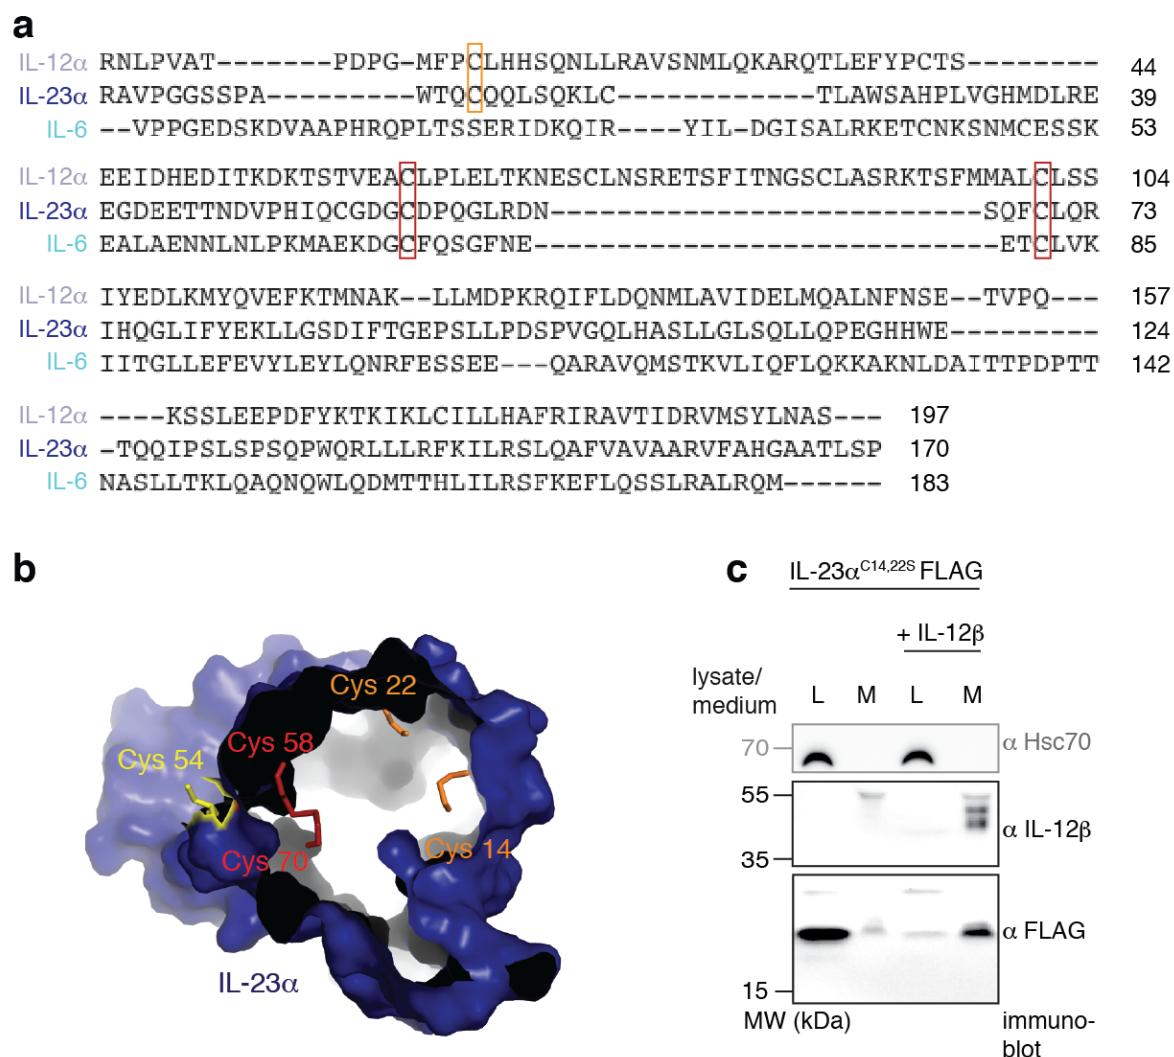 a
IL-12α RNLPVAT-------PDPG-MFPCLHHSQNLLRAVSNMLQKARQTLEFYPCTS-------- 44
IL-23α RAVPGGSSPA---------WTQCQQLSQKLC------------TLAWSAHPLVGHMDLRE 39
IL-6 --VPPGEDSKDVAAPHRQPLTSSERIDKQIR----YIL-DGISALRKETCNKSNMCESSK 53
IL-12α EEIDHEDITKDKTSTVEACLPLELTKNESCLNSRETSFITNGSCLASRKTSFMMALCLSS 104
IL-23α EGDEETTNDVPHIQCGDGCDPQGLRDN--------------------------SQFCLQR 73
IL-6 EALAENNLNLPKMAEKDGCFQSGFNE----------------------------ETCLVK 85
IL-12α IYEDLKMYQVEFKTMNAK--LLMDPKRQIFLDQNMLAVIDELMQALNFNSE--TVPQ--- 157
IL-23α IHQGLIFYEKLLGSDIFTGEPSLLPDSPVGQLHASLLGLSQLLQPEGHHWE--------- 124
IL-6 IITGLLEFEVYLEYLQNRFESSEE---QARAVQMSTKVLIQFLQKKAKNLDAITTPDPTT 142
IL-12α ----KSSLEEPDFYKTKIKLCILLHAFRIRAVTIDRVMSYLNAS--- 197
IL-23α -TQQIPSLSPSQPWQRLLLRFKILRSLQAFVAVAARVFAHGAATLSP 170
IL-6 NASLLTKLQAQNQWLQDMTTHLILRSFKEFLQSSLRALRQM------ 183
b
Cys 22
Cys 58
Cys 54
Cys 14
Cys 70
IL-23α
c
IL-23αC14,22S FLAG
+ IL-12β
lysate/
medium
L M L M
70 α Hsc70
55
α IL-12β
35
α FLAG
15
MW (kDa)
immuno-
blot